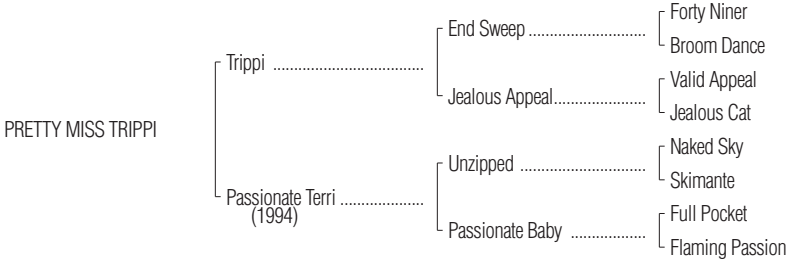 Forty Niner
End Sweep ............................
Broom Dance
Trippi ....................................
Valid Appeal
Jealous Appeal......................
Jealous Cat
PRETTY MISS TRIPPI
Naked Sky
Unzipped ..............................
Skimante
Passionate Terri ....................
(1994)
Full Pocket
Passionate Baby ..................
Flaming Passion